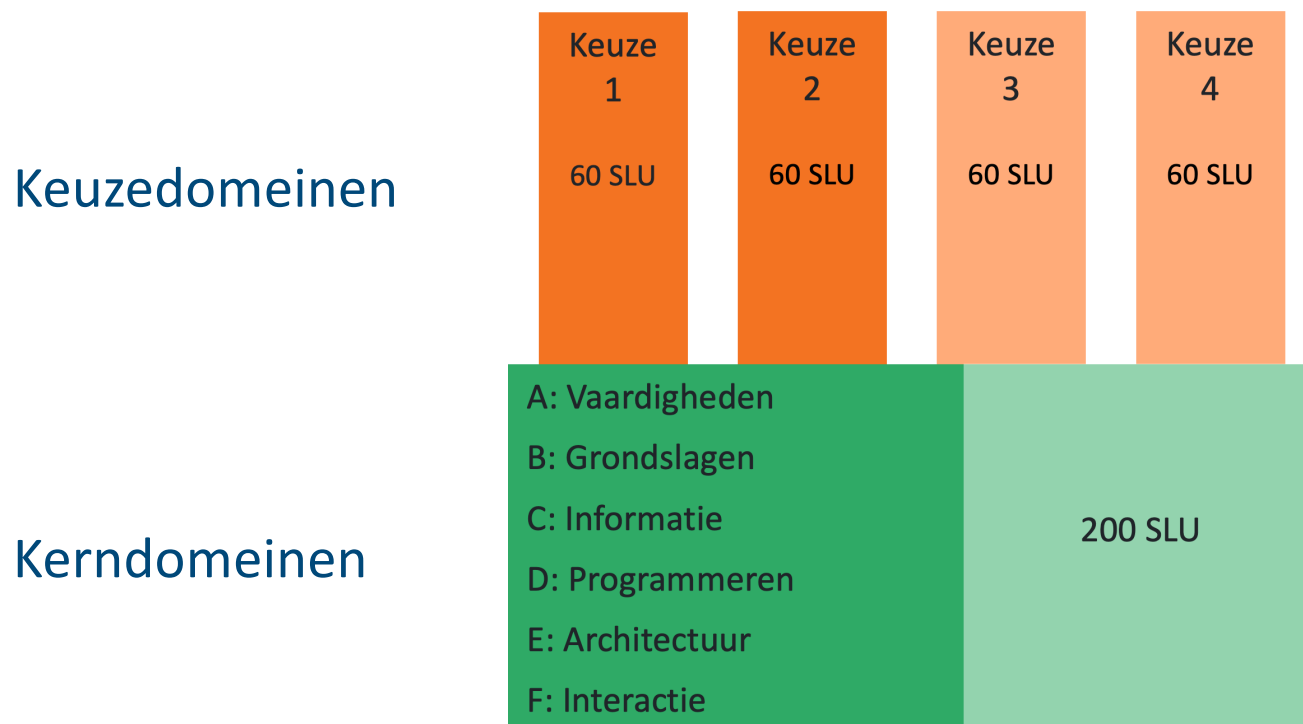 Keuzedomeinen
Keuze
1
60 SLU
Keuze
2
60 SLU
Keuze
3
60 SLU
Keuze
4
60 SLU
Kerndomeinen
A: Vaardigheden
B: Grondslagen
C: Informatie
D: Programmeren
E: Architectuur
F: Interactie
200 SLU